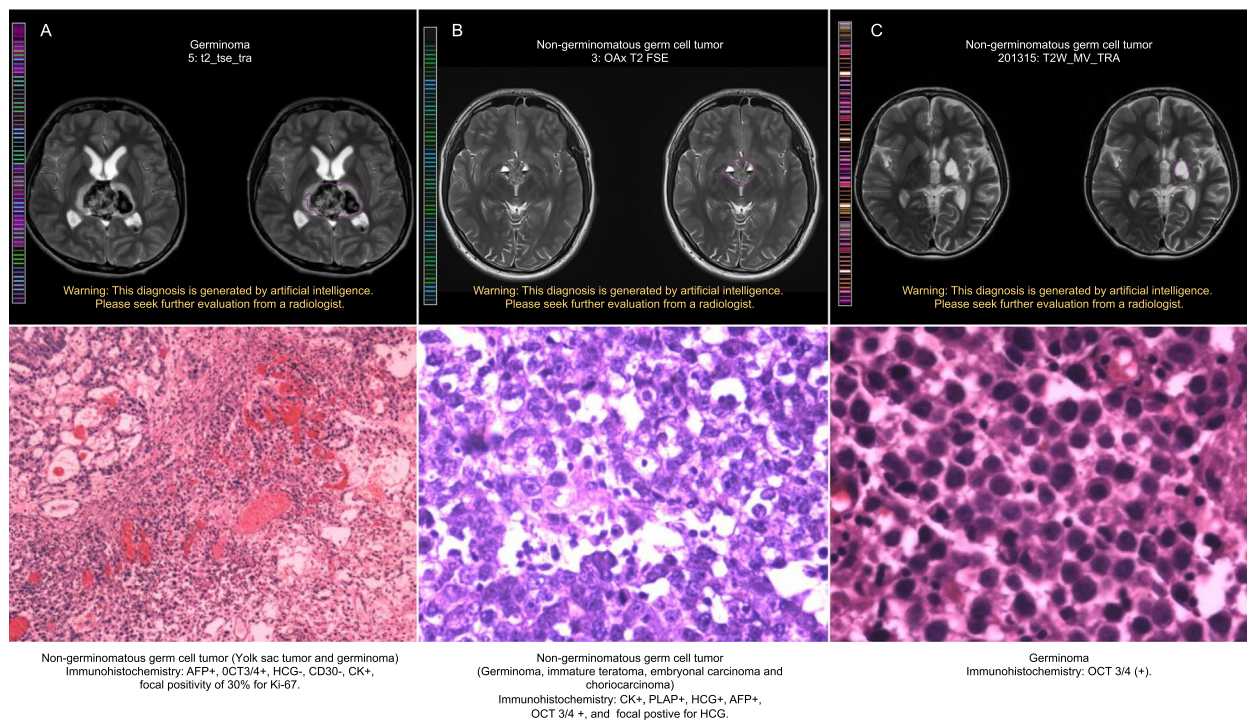 A
Germinoma
5: t2_tse_tra
Warning: This diagnosis is generated by artificial intelligence.
Please seek further evaluation from a radiologist.
B
Non-germinomatous germ cell tumor
3: OAx T2 FSE
Warning: This diagnosis is generated by artificial intelligence.
Please seek further evaluation from a radiologist.
C
Non-germinomatous germ cell tumor
201315: T2W_MV_TRA
Warning: This diagnosis is generated by artificial intelligence.
Please seek further evaluation from a radiologist.
Non-germinomatous germ cell tumor (Yolk sac tumor and germinoma)
Immunohistochemistry: AFP+, 0CT3/4+, HCG-, CD30-, CK+,
focal positivity of 30% for Ki-67.
Non-germinomatous germ cell tumor
(Germinoma, immature teratoma, embryonal carcinoma and
choriocarcinoma)
Immunohistochemistry: CK+, PLAP+, HCG+, AFP+,
OCT 3/4 +, and focal postive for HCG.
Germinoma
Immunohistochemistry: OCT 3/4 (+).